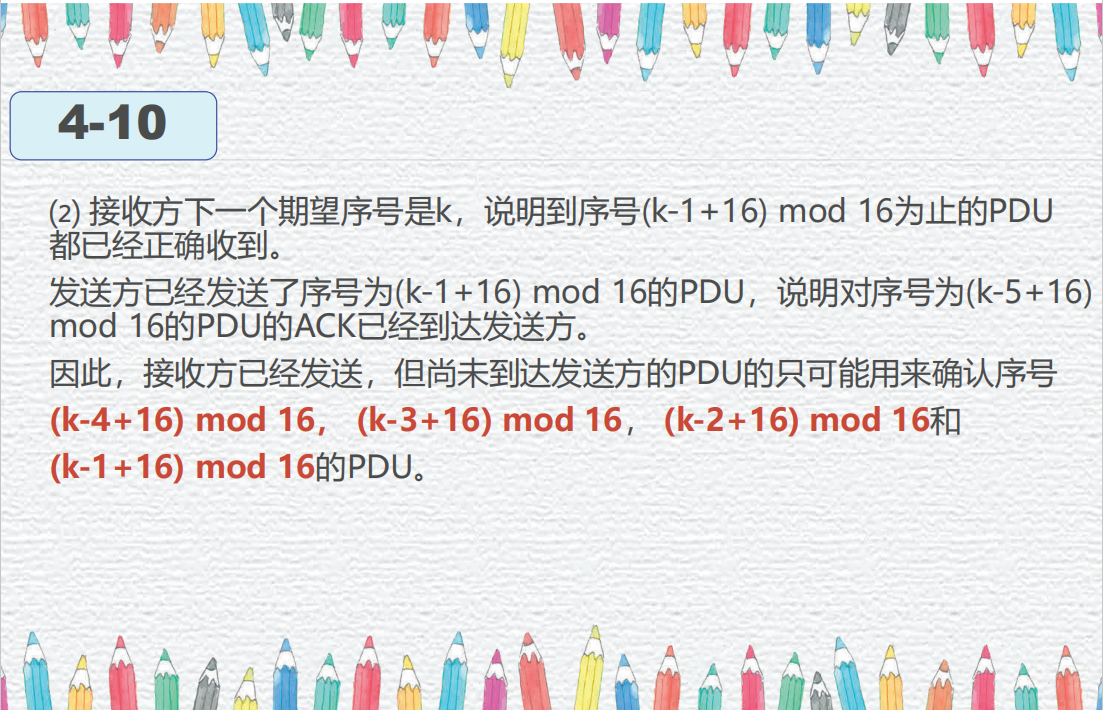 4-10
(2) 接收方下一个期望序号是k，说明到序号(k-1+16) mod 16为止的PDU
都已经正确收到。
发送方已经发送了序号为(k-1+16) mod 16的PDU，说明对序号为(k-5+16)
mod 16的PDU的ACK已经到达发送方。
因此，接收方已经发送，但尚未到达发送方的PDU的只可能用来确认序号
(k-4+16) mod 16， (k-3+16) mod 16， (k-2+16) mod 16和
(k-1+16) mod 16的PDU。